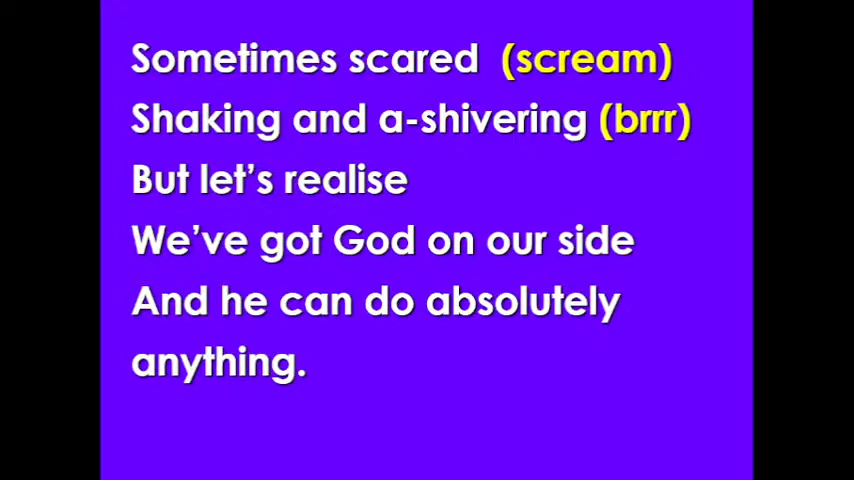 Sometimes scared (scream)
Shaking and a-shivering (brrr)
But let’s realise
We’ve got God on our side
And he can do absolutely
anything.